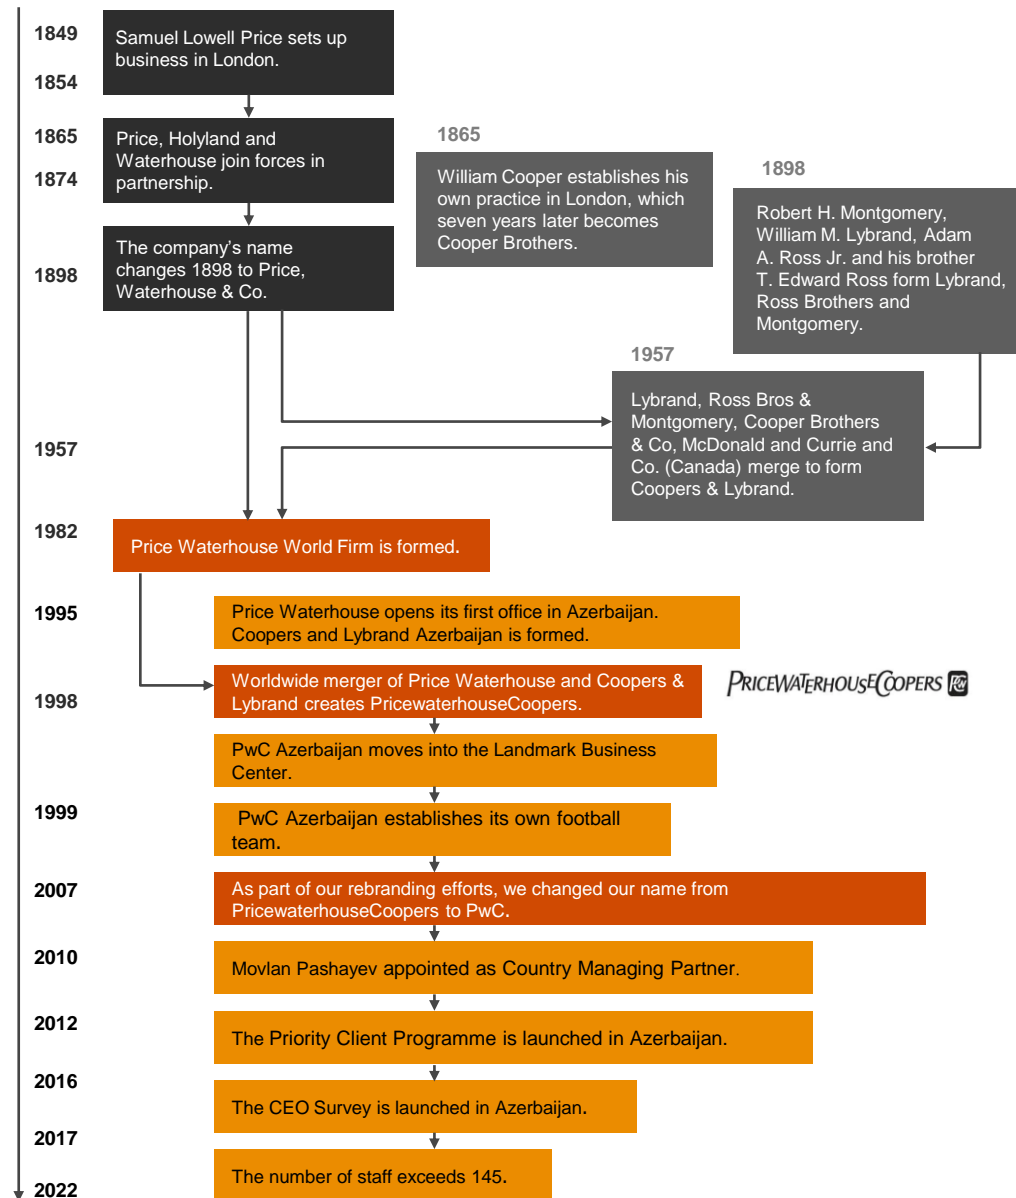 1849
Samuel Lowell Price sets up
business in London.
1854
1865
Price, Holyland and
Waterhouse join forces in
partnership.
1874
1865
William Cooper establishes his
own practice in London, which
seven years later becomes
Cooper Brothers.
1898
Robert H. Montgomery,
William M. Lybrand, Adam
A. Ross Jr. and his brother
T. Edward Ross form Lybrand,
Ross Brothers and
Montgomery.
1898
The company’s name
changes 1898 to Price,
Waterhouse & Co.
1957
Lybrand, Ross Bros &
Montgomery, Cooper Brothers
& Co, McDonald and Currie and
Co. (Canada) merge to form
Coopers & Lybrand.
1957
1982
Price Waterhouse World Firm is formed.
1995
Price Waterhouse opens its first office in Azerbaijan.
Coopers and Lybrand Azerbaijan is formed.
1998
Worldwide merger of Price Waterhouse and Coopers &
Lybrand creates PricewaterhouseCoopers.
PRICEWATERHOUSECOOPERS PwC
PwC Azerbaijan moves into the Landmark Business
Center.
1999
PwC Azerbaijan establishes its own football
team.
2007
As part of our rebranding efforts, we changed our name from
PricewaterhouseCoopers to PwC.
2010
Movlan Pashayev appointed as Country Managing Partner.
2012
The Priority Client Programme is launched in Azerbaijan.
2016
The CEO Survey is launched in Azerbaijan.
2017
The number of staff exceeds 145.
2022